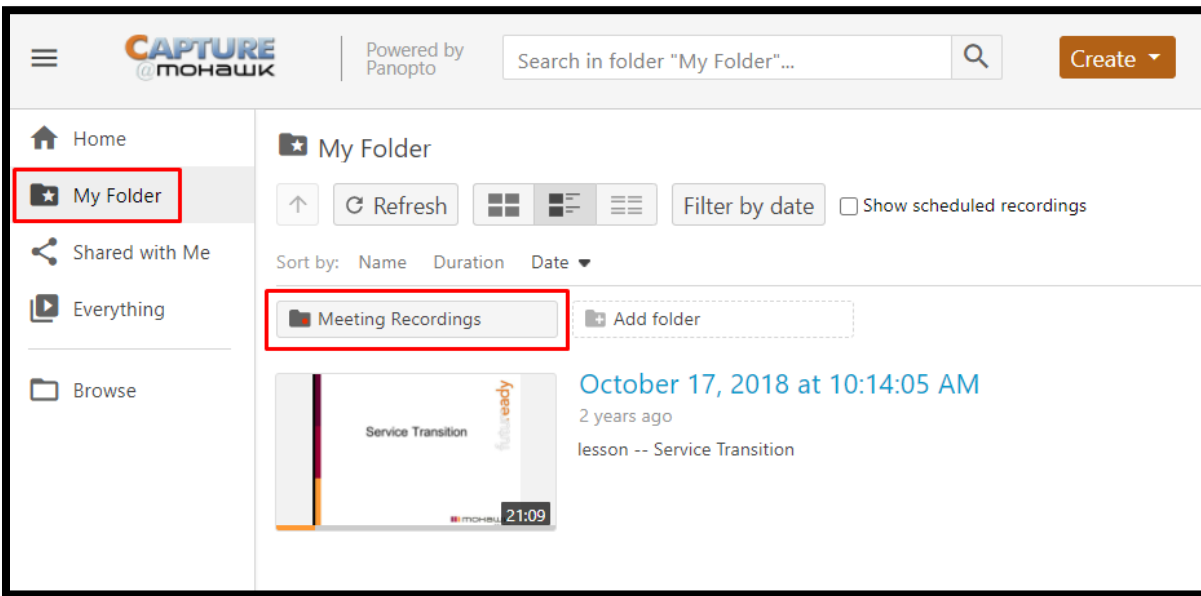 CAPTURE
@mohawk
Powered by
Panopto
Search in folder "My Folder"...
Create
Home
My Folder
Shared with Me
Everything
Browse
My Folder
Refresh
Filter by date
Show scheduled recordings
Sort by: Name Duration Date
Meeting Recordings
Add folder
Service Transition
futureready
mohawk
21:09
October 17, 2018 at 10:14:05 AM
2 years ago
lesson -- Service Transition